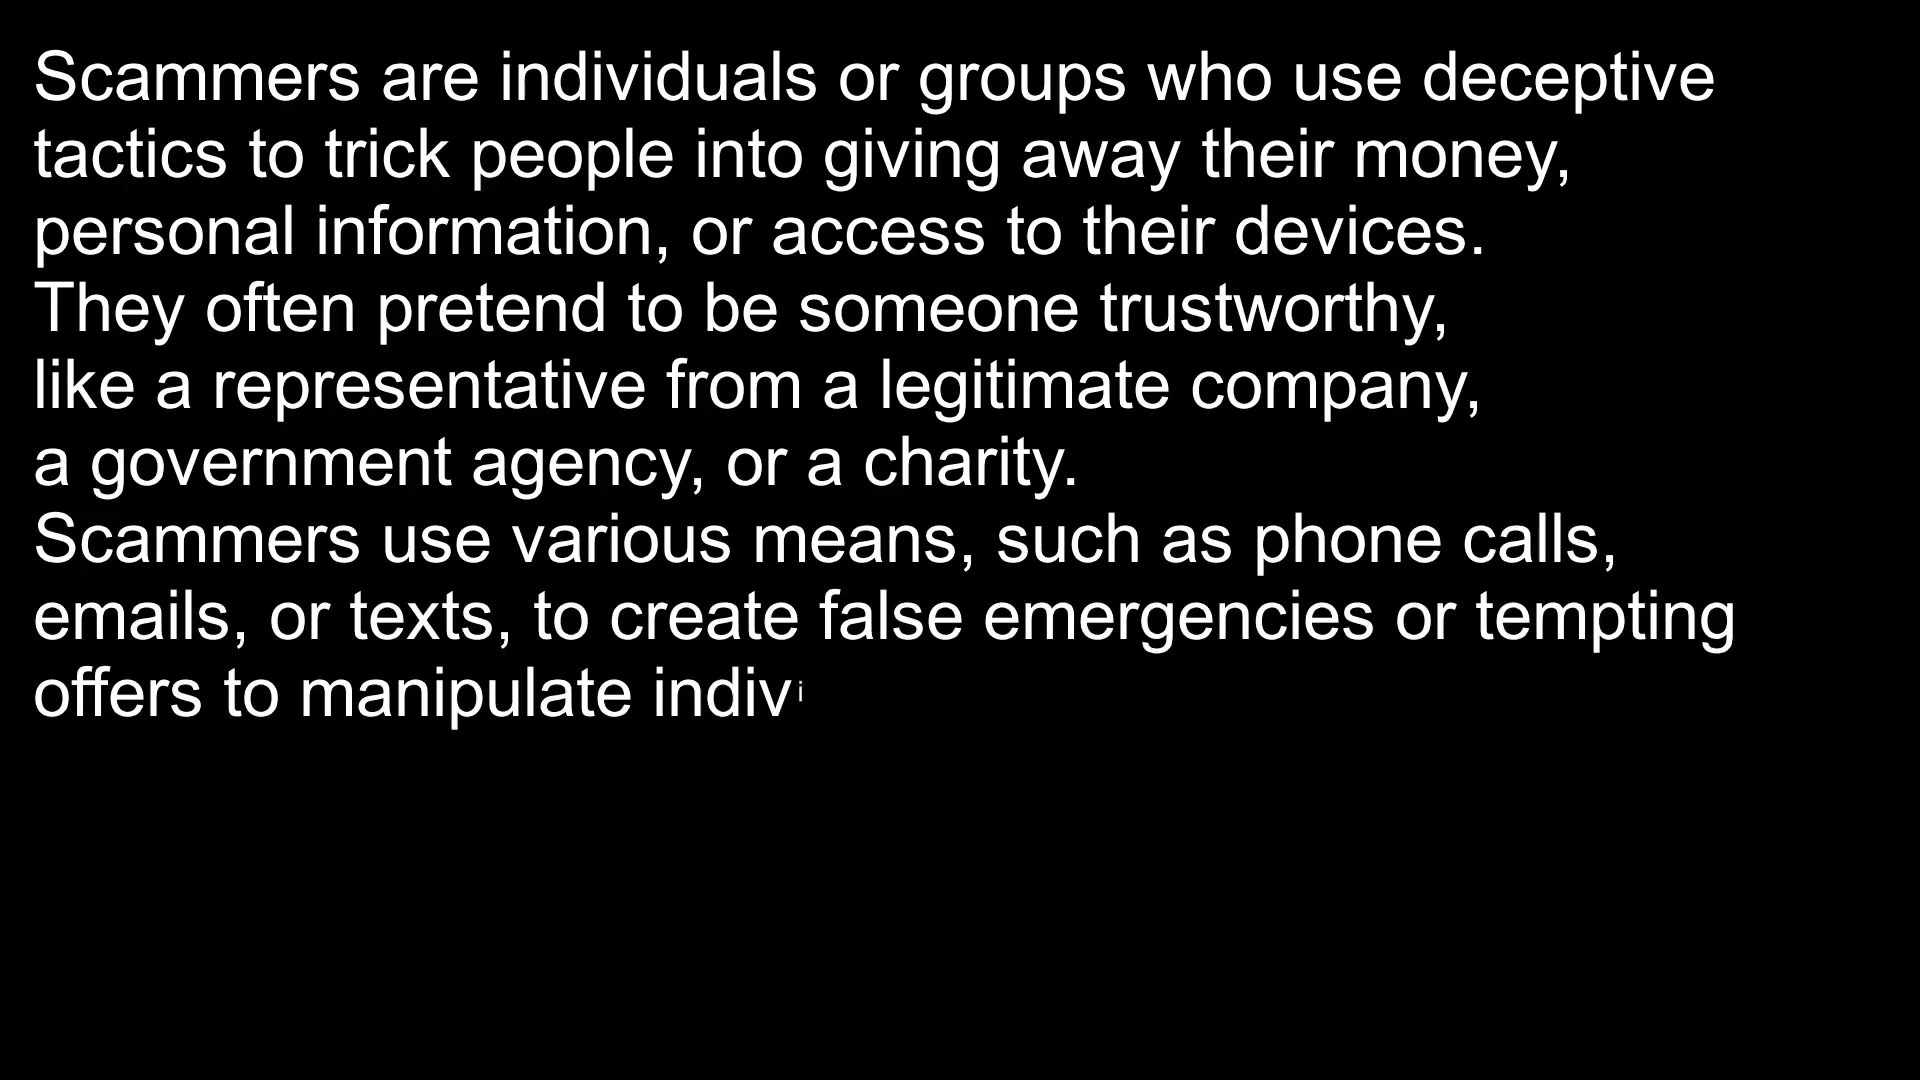 Scammers are individuals or groups who use deceptive
tactics to trick people into giving away their money,
personal information, or access to their devices.
They often pretend to be someone trustworthy,
like a representative from a legitimate company,
a government agency, or a charity.
Scammers use various means, such as phone calls,
emails, or texts, to create false emergencies or tempting
offers to manipulate indivi